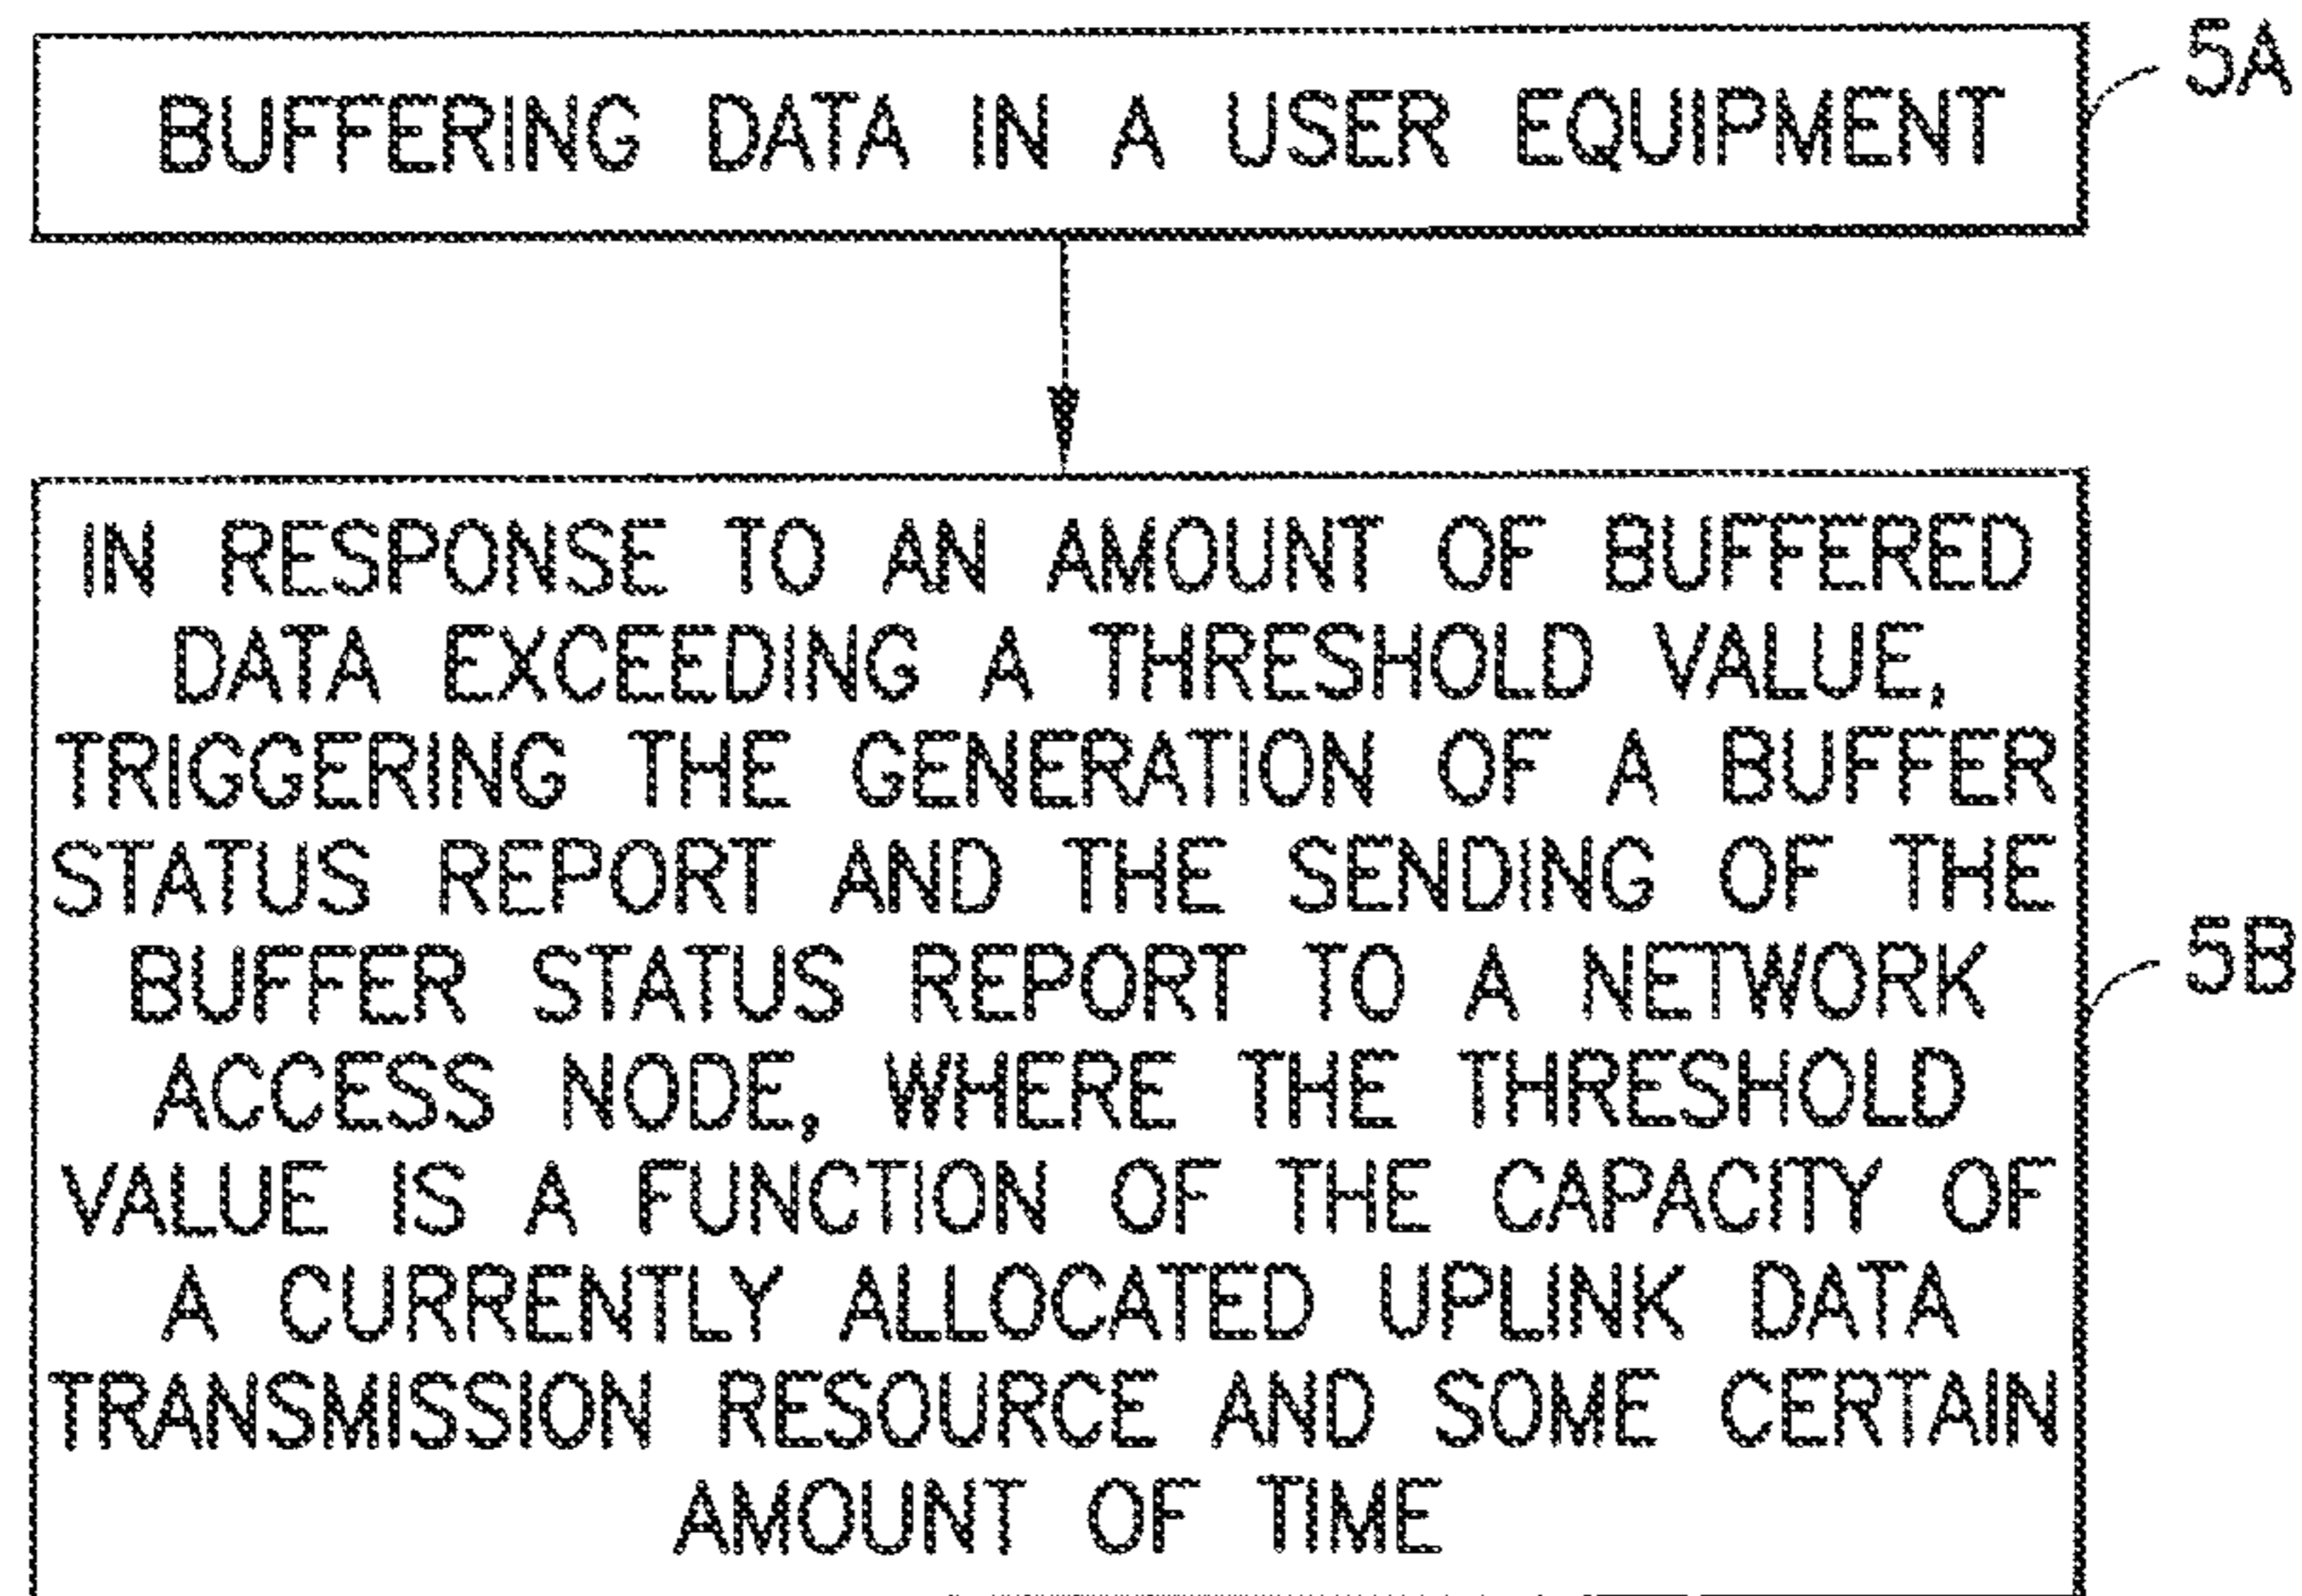 BUFFERING DATA IN A USER EQUIPMENT
5A
IN RESPONSE TO AN AMOUNT OF BUFFERED
DATA EXCEEDING A THRESHOLD VALUE,
TRIGGERING THE GENERATION OF A BUFFER
STATUS REPORT AND THE SENDING OF THE
BUFFER STATUS REPORT TO A NETWORK
ACCESS NODE, WHERE THE THRESHOLD
VALUE IS A FUNCTION OF THE CAPACITY OF
A CURRENTLY ALLOCATED UPLINK DATA
TRANSMISSION RESOURCE AND SOME CERTAIN
AMOUNT OF TIME
5B